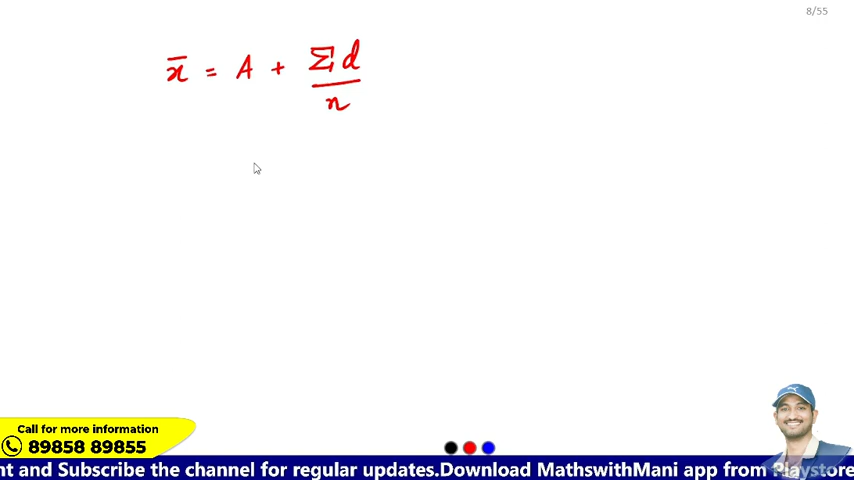 8/55
x̄ = A + Σd/n
Call for more information
89858 89855
nt and Subscribe the channel for regular updates.Download MathswithMani app from Playstore